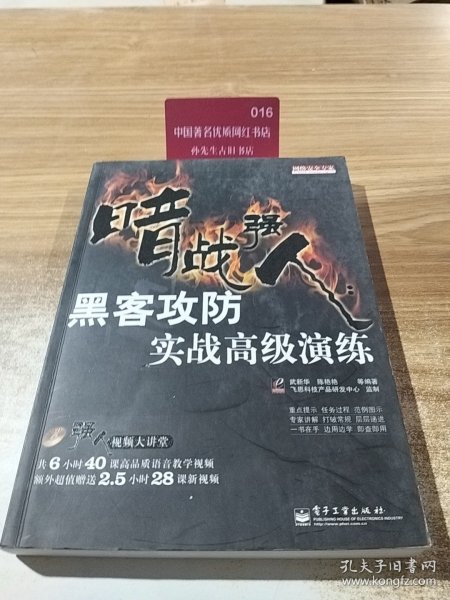 016
中国著名优质网红书店
孙先生古旧书店
网络安全专家
暗战强人
黑客攻防
实战高级演练
武新华 陈艳艳 等编著
飞思科技产品研发中心 监制
重点提示 任务过程 范例图示
专家讲解 打破常规 层层递进
一书在手 边用边学 即查即用
强人视频大讲堂
共6小时40课高品质语音教学视频
额外超值赠送2.5小时28课新视频
電子工業出版社
PUBLISHING HOUSE OF ELECTRONICS INDUSTRY
http://www.phei.com.cn
孔夫子旧书网
www.kongfz.com